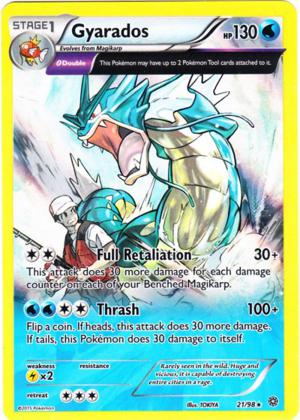 STAGE1
Gyarados
HP130
Evolves from Magikarp
θ Double
This Pokémon may have up to 2 Pokémon Tool cards attached to it.
Full Retaliation 30+
This attack does 30 more damage for each damage
counter on each of your Benched Magikarp.
Thrash 100+
Flip a coin. If heads, this attack does 30 more damage.
If tails, this Pokémon does 30 damage to itself.
weakness resistance
×2
retreat
Rarely seen in the wild. Huge and
vicious, it is capable of destroying
entire cities in a rage.
©2015 Pokémon
Illus. TOKIYA
21/98 ★